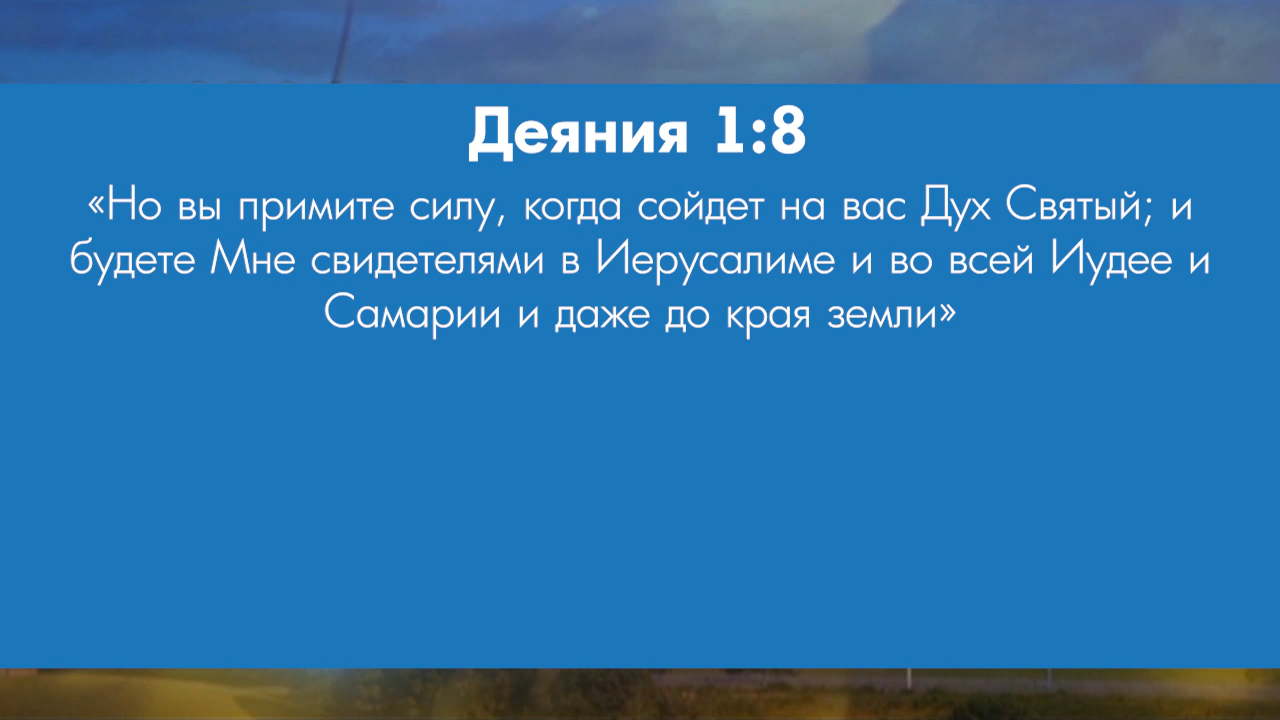 Деяния 1:8
«Но вы примите силу, когда сойдет на вас Дух Святый; и
будете Мне свидетелями в Иерусалиме и во всей Иудее и
Самарии и даже до края земли»